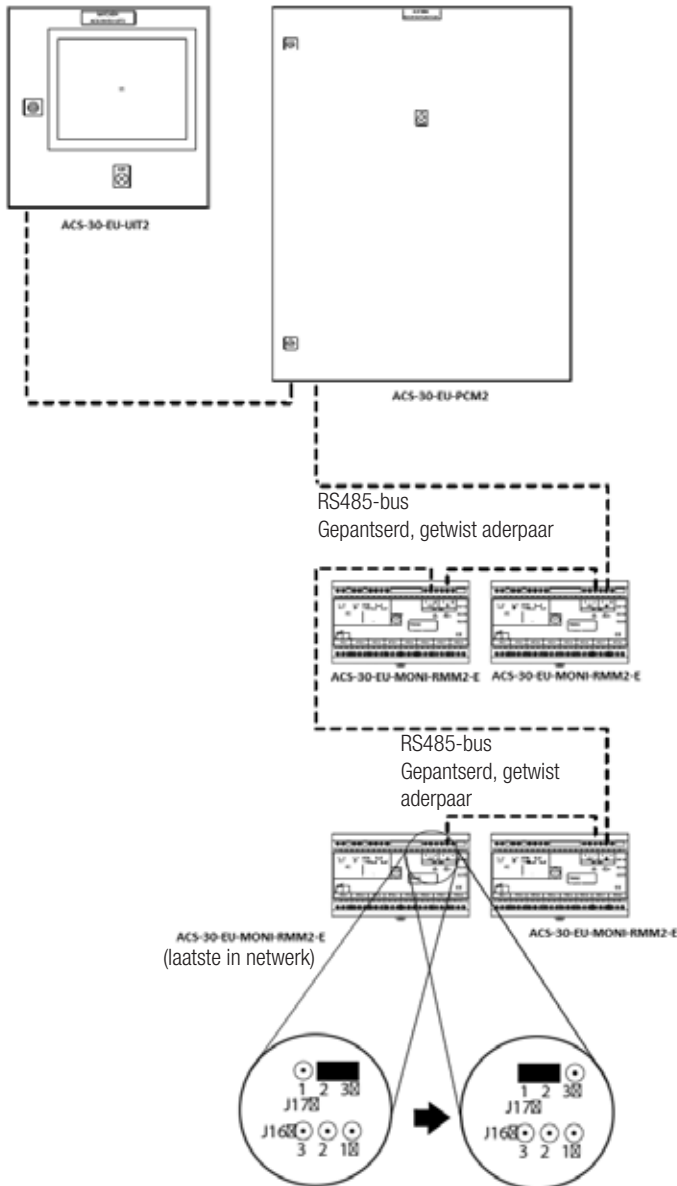 ACS-30-EU-UIT2
ACS-30-EU-PCM2
RS485-bus
Gepantserd, getwist aderpaar
ACS-30-EU-MONI-RMM2-E
ACS-30-EU-MONI-RMM2-E
RS485-bus
Gepantserd, getwist
aderpaar
ACS-30-EU-MONI-RMM2-E
(laatste in netwerk)
ACS-30-EU-MONI-RMM2-E
1 2 3
J17
J16
3 2 1
1 2 3
J17
J16
3 2 1